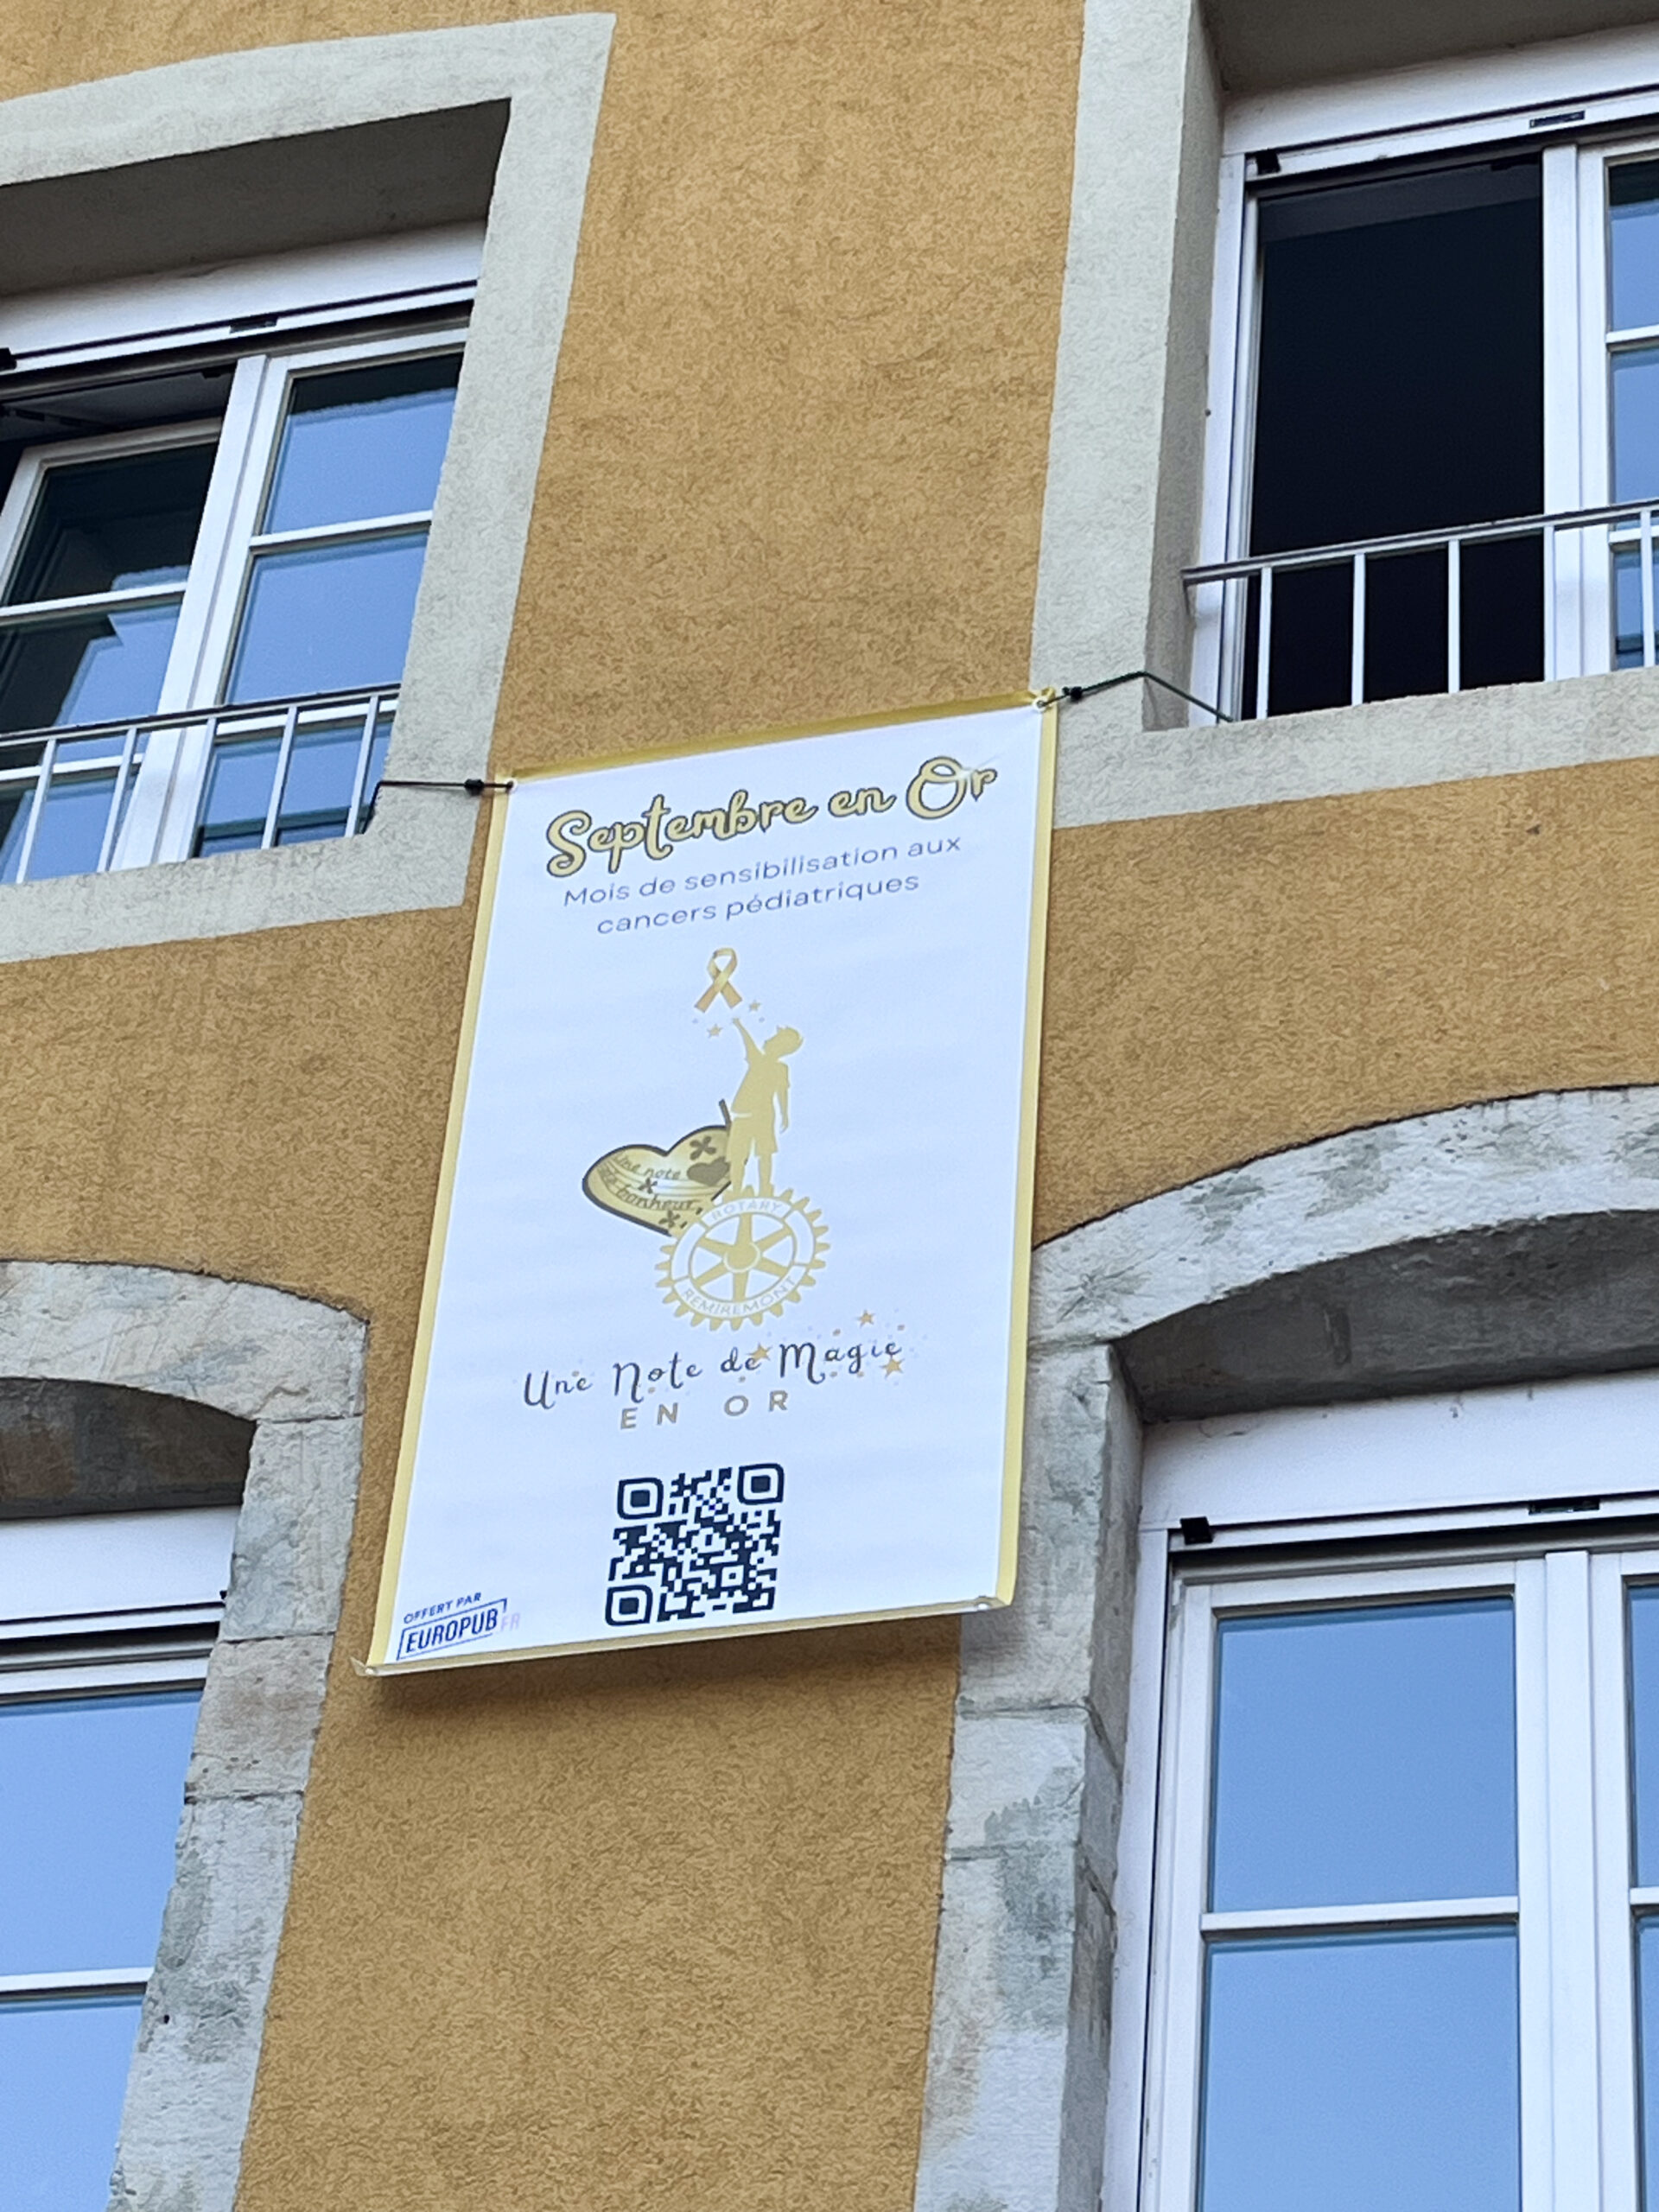 Septembre en Or
Mois de sensibilisation aux
cancers pédiatriques
Une note
de bonheur
ROTARY
REMIREMONT
Une Note de Magie
EN OR
OFFERT PAR
EUROPUB.FR